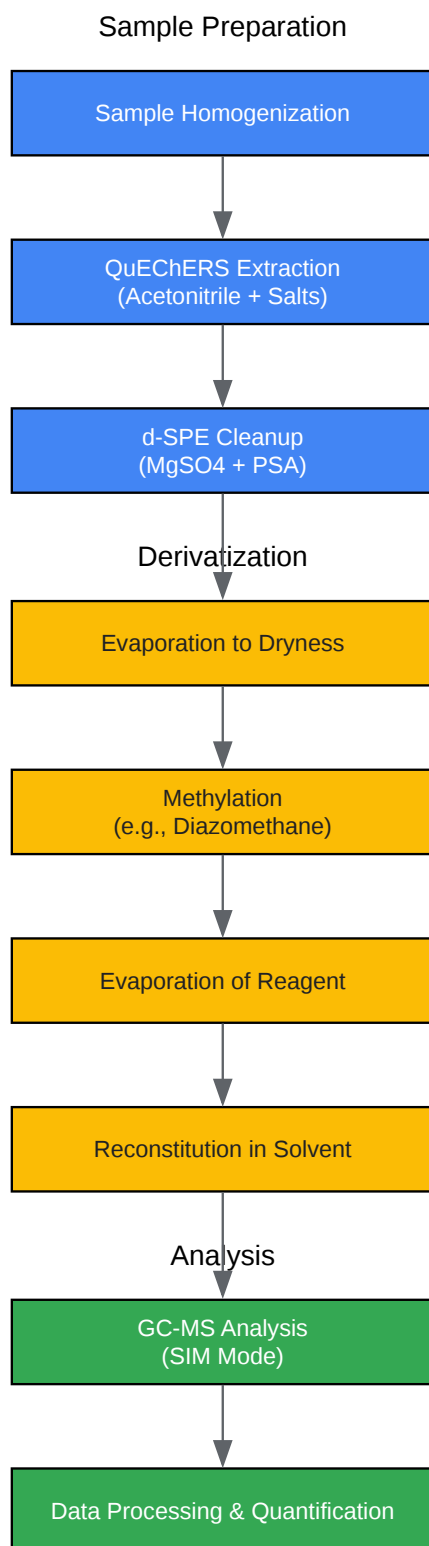 Sample Preparation
Sample Homogenization
QuEChERS Extraction
(Acetonitrile + Salts)
d-SPE Cleanup
(MgSO4 + PSA)
Derivatization
Evaporation to Dryness
Methylation
(e.g., Diazomethane)
Evaporation of Reagent
Reconstitution in Solvent
Analysis
GC-MS Analysis
(SIM Mode)
Data Processing & Quantification